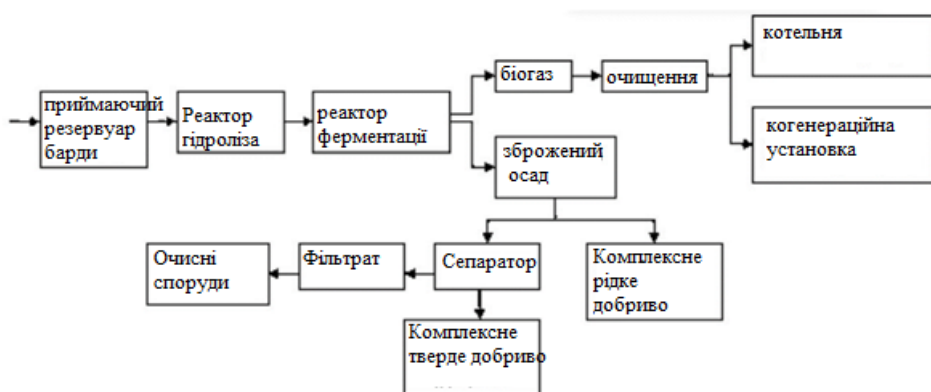 приймаючий
резервуар
барди
Реактор
гідроліза
реактор
ферментації
біогаз
очищення
котельня
когенераційна
установка
зброжений
осад
Очисні
споруди
Фільтрат
Сепаратор
Комплексне
рідке
добриво
Комплексне
тверде добриво